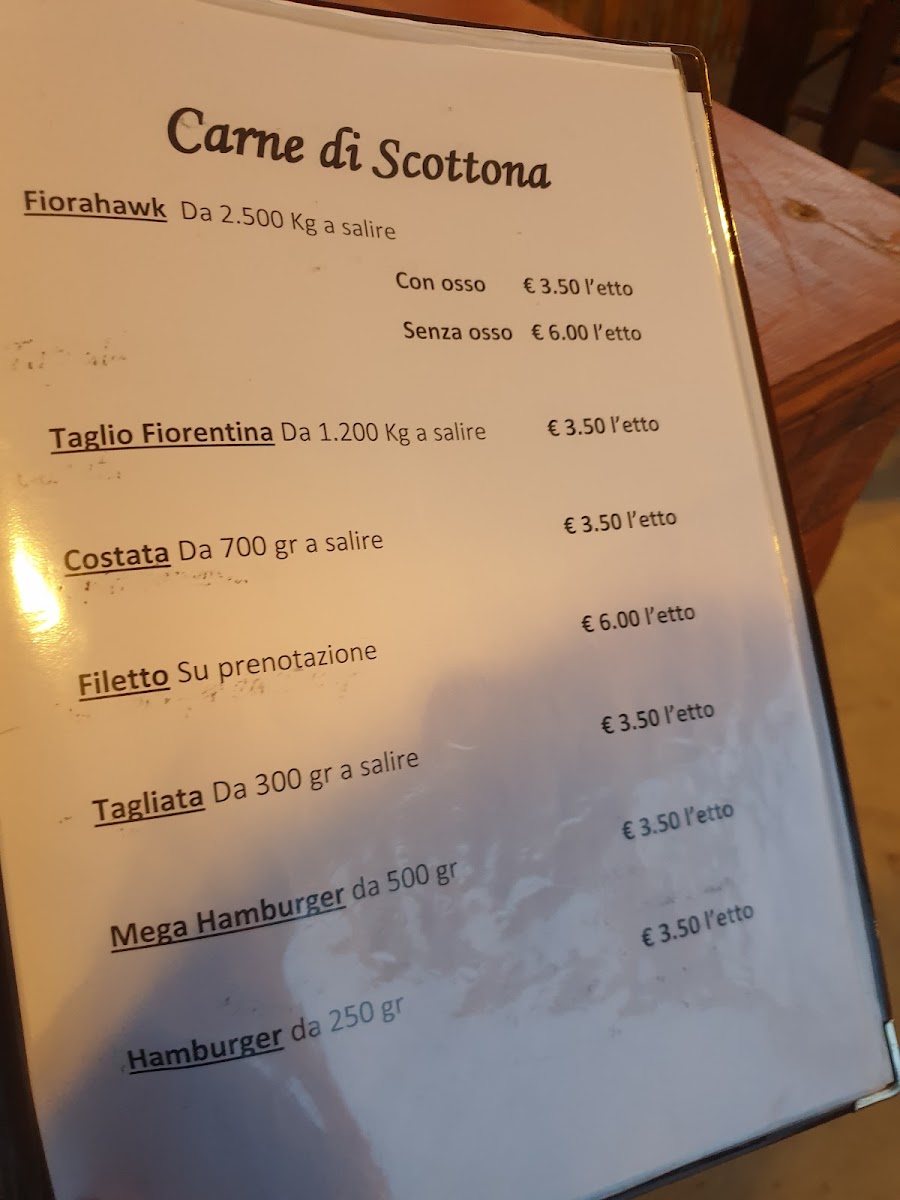 Carne di Scottona
Fiorahawk Da 2.500 Kg a salire
Con osso € 3.50 l'etto
Senza osso € 6.00 l'etto
Taglio Fiorentina Da 1.200 Kg a salire € 3.50 l'etto
Costata Da 700 gr a salire € 3.50 l'etto
Filetto Su prenotazione € 6.00 l'etto
Tagliata Da 300 gr a salire € 3.50 l'etto
Mega Hamburger da 500 gr € 3.50 l'etto
Hamburger da 250 gr € 3.50 l'etto